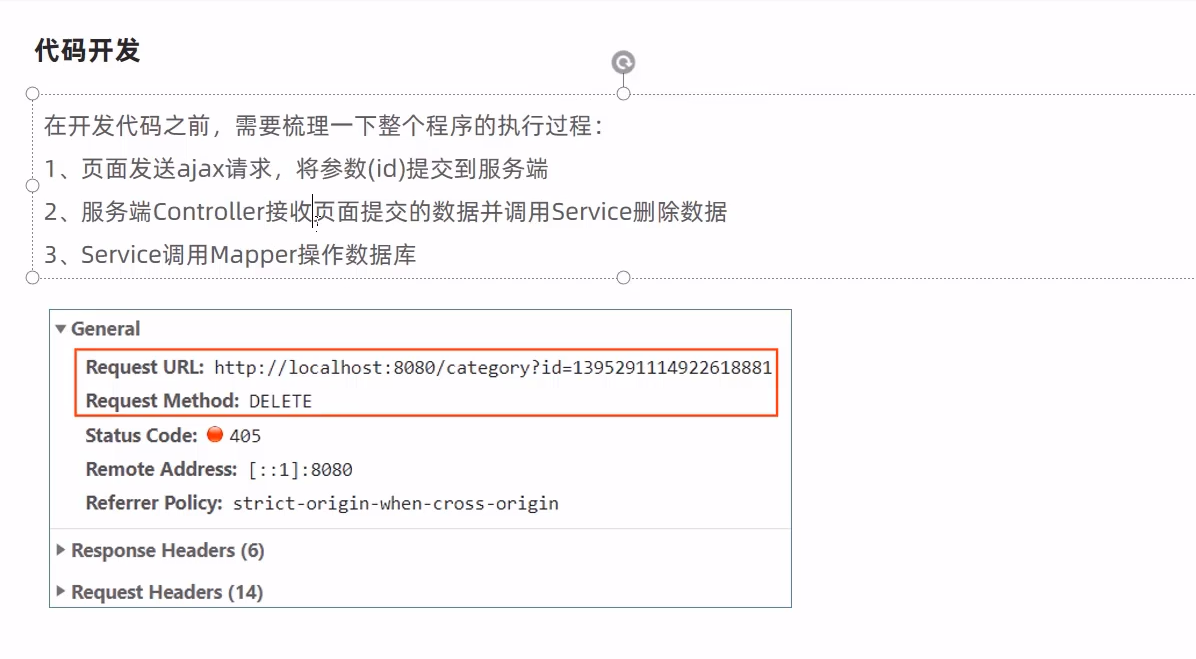 代码开发
在开发代码之前，需要梳理一下整个程序的执行过程：
1、页面发送ajax请求，将参数(id)提交到服务端
2、服务端Controller接收页面提交的数据并调用Service删除数据
3、Service调用Mapper操作数据库
General
Request URL: http://localhost:8080/category?id=1395291114922618881
Request Method: DELETE
Status Code: 405
Remote Address: [::1]:8080
Referrer Policy: strict-origin-when-cross-origin
Response Headers (6)
Request Headers (14)